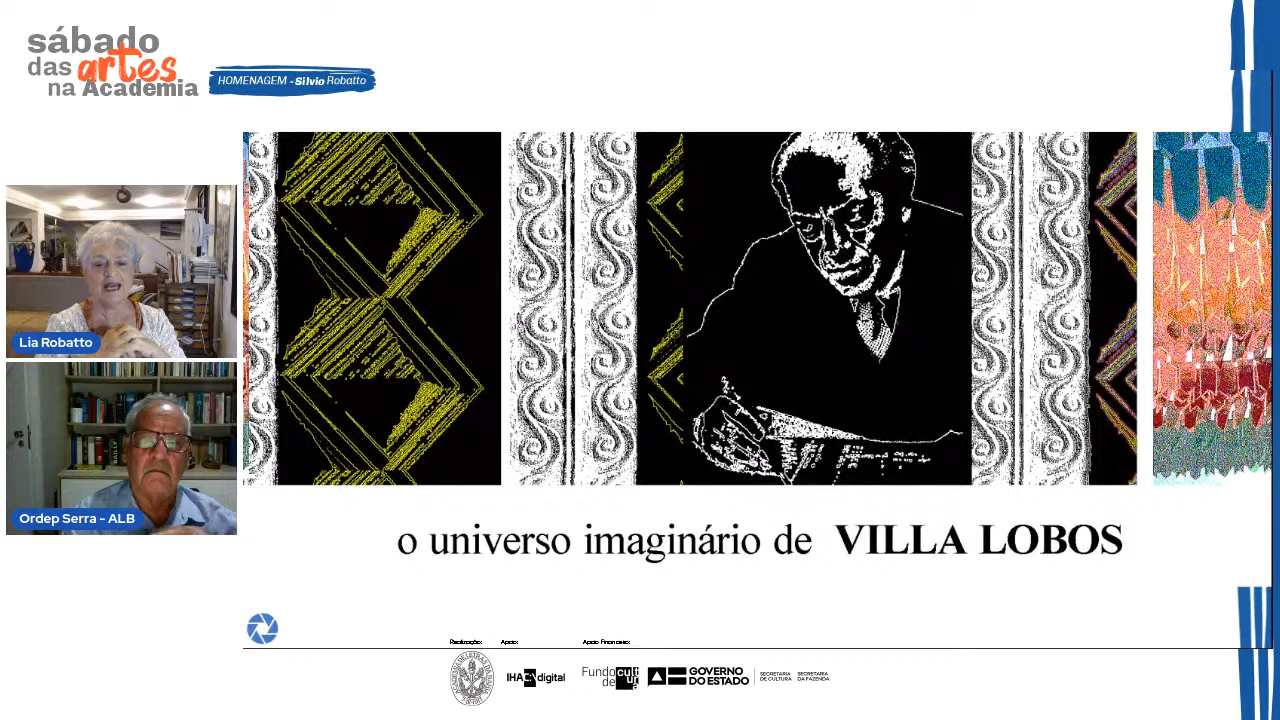 sábado
das artes
na Academia
HOMENAGEM - Silvio Robatto
Lia Robatto
Ordep Serra - ALB
o universo imaginário de VILLA LOBOS
Realização:
Apoio:
Apoio Financeiro:
IHAC digital
Fundo de cultura
GOVERNO
DO ESTADO
SECRETARIA
DE CULTURA
SECRETARIA
DA FAZENDA